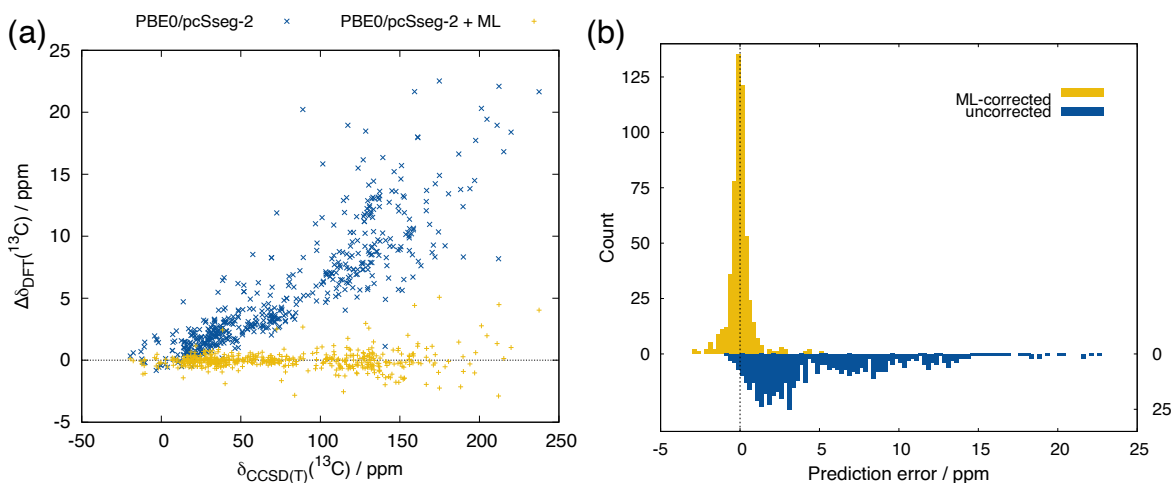 PBE0/pcSseg-2 PBE0/pcSseg-2 + ML
(a)
25
20
15
10
5
0
-5
ΔδDFT(¹³C) / ppm
-50 0 50 100 150 200 250
δCCSD(T)(¹³C) / ppm
(b)
125
100
75
50
25
0
Count
ML-corrected
uncorrected
0
25
-5 0 5 10 15 20 25
Prediction error / ppm